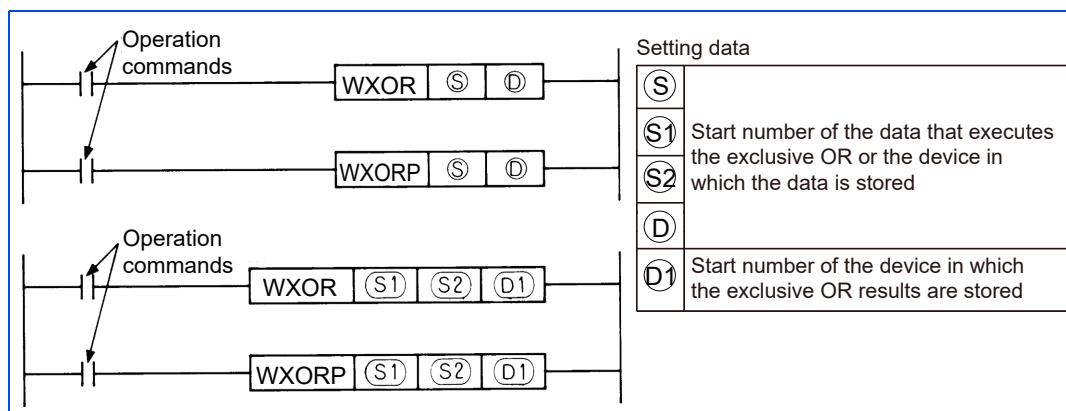 Operation
commands
WXOR Ⓢ Ⓓ
WXORP Ⓢ Ⓓ
Operation
commands
WXOR S1 S2 D1
WXORP S1 S2 D1
Setting data
Ⓢ
S1
S2
Ⓓ
Start number of the data that executes
the exclusive OR or the device in
which the data is stored
D1
Start number of the device in which
the exclusive OR results are stored